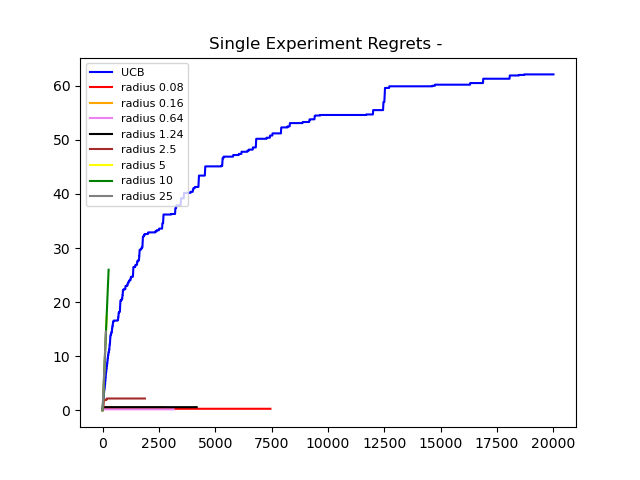 Single Experiment Regrets -
UCB
radius 0.08
radius 0.16
radius 0.64
radius 1.24
radius 2.5
radius 5
radius 10
radius 25
60
50
40
30
20
10
0
0 2500 5000 7500 10000 12500 15000 17500 20000